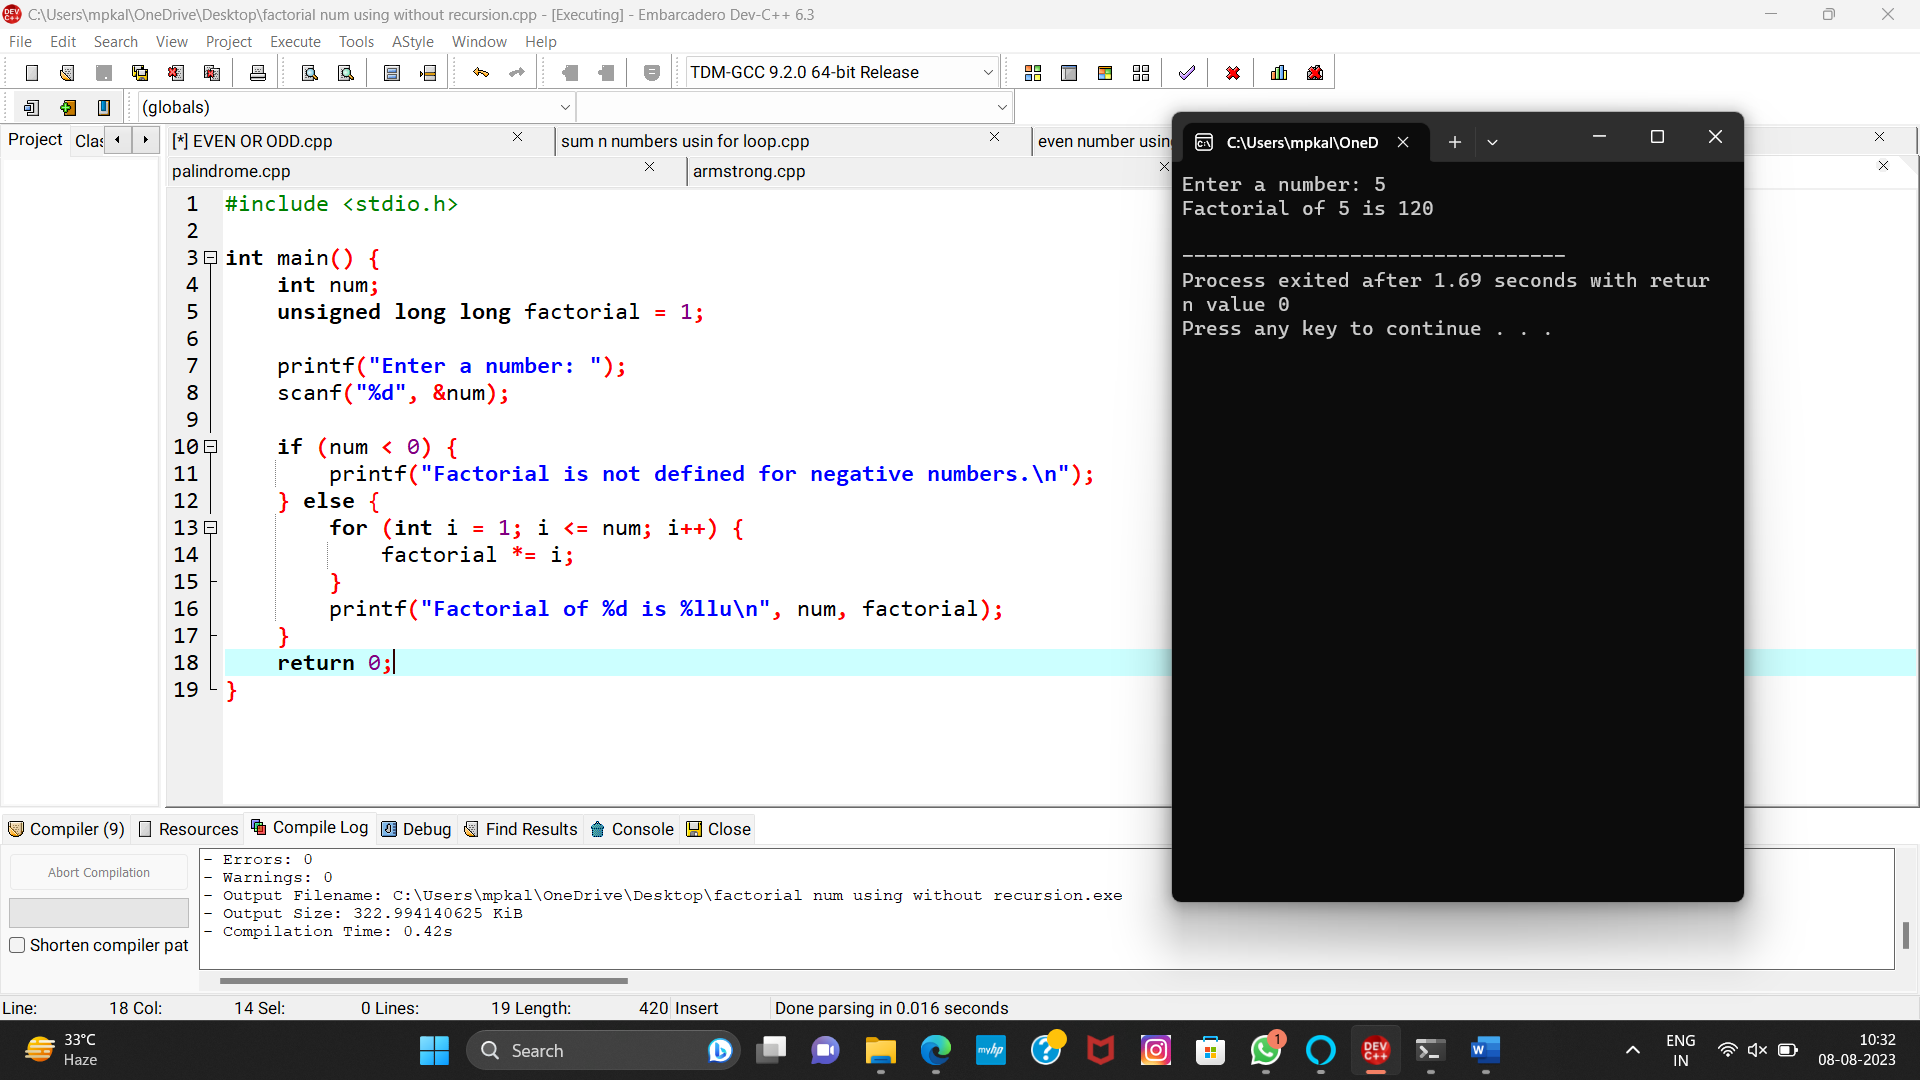 C:\Users\mpkal\OneDrive\Desktop\factorial num using without recursion.cpp - [Executing] - Embarcadero Dev-C++ 6.3
File Edit Search View Project Execute Tools AStyle Window Help
TDM-GCC 9.2.0 64-bit Release
(globals)
Project Clas
[*] EVEN OR ODD.cpp sum n numbers usin for loop.cpp even number usin
palindrome.cpp armstrong.cpp
1 #include <stdio.h>
2
3 int main() {
4 int num;
5 unsigned long long factorial = 1;
6
7 printf("Enter a number: ");
8 scanf("%d", &num);
9
10 if (num < 0) {
11 printf("Factorial is not defined for negative numbers.\n");
12 } else {
13 for (int i = 1; i <= num; i++) {
14 factorial *= i;
15 }
16 printf("Factorial of %d is %llu\n", num, factorial);
17 }
18 return 0;
19 }
C:\Users\mpkal\OneD
Enter a number: 5
Factorial of 5 is 120
--------------------------------
Process exited after 1.69 seconds with retur
n value 0
Press any key to continue . . .
Compiler (9) Resources Compile Log Debug Find Results Console Close
Abort Compilation
Shorten compiler pat
- Errors: 0
- Warnings: 0
- Output Filename: C:\Users\mpkal\OneDrive\Desktop\factorial num using without recursion.exe
- Output Size: 322.994140625 KiB
- Compilation Time: 0.42s
Line: 18 Col: 14 Sel: 0 Lines: 19 Length: 420 Insert Done parsing in 0.016 seconds
33°C
Haze
Search
myhp
1
DEV C++
W
ENG
IN
10:32
08-08-2023